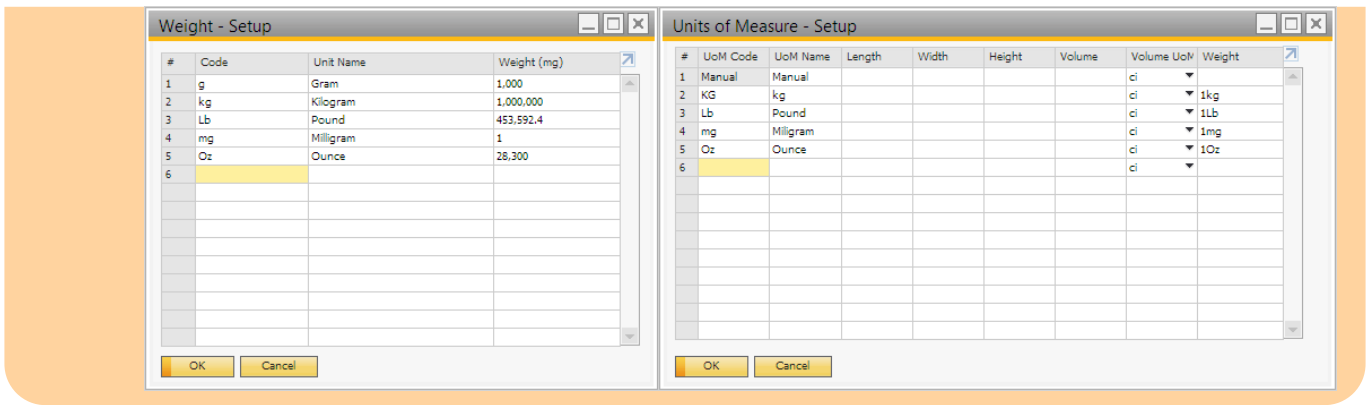 Weight - Setup
# Code Unit Name Weight (mg)
1 g Gram 1,000
2 kg Kilogram 1,000,000
3 Lb Pound 453,592.4
4 mg Milligram 1
5 Oz Ounce 28,300
6
OK Cancel
Units of Measure - Setup
# UoM Code UoM Name Length Width Height Volume Volume UoM Weight
1 Manual Manual ci
2 KG kg ci 1kg
3 Lb Pound ci 1Lb
4 mg Miligram ci 1mg
5 Oz Ounce ci 1Oz
6 ci
OK Cancel